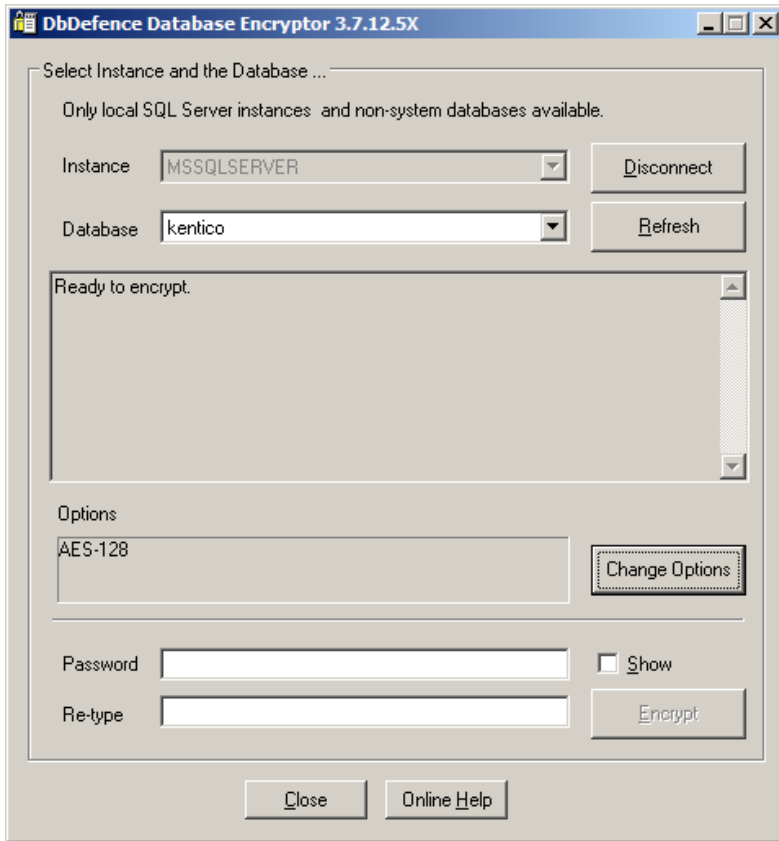 DbDefence Database Encryptor 3.7.12.5X
Select Instance and the Database ...
Only local SQL Server instances and non-system databases available.
Instance MSSQLSERVER Disconnect
Database kentico Refresh
Ready to encrypt.
Options
AES-128
Change Options
Password Show
Re-type Encrypt
Close Online Help